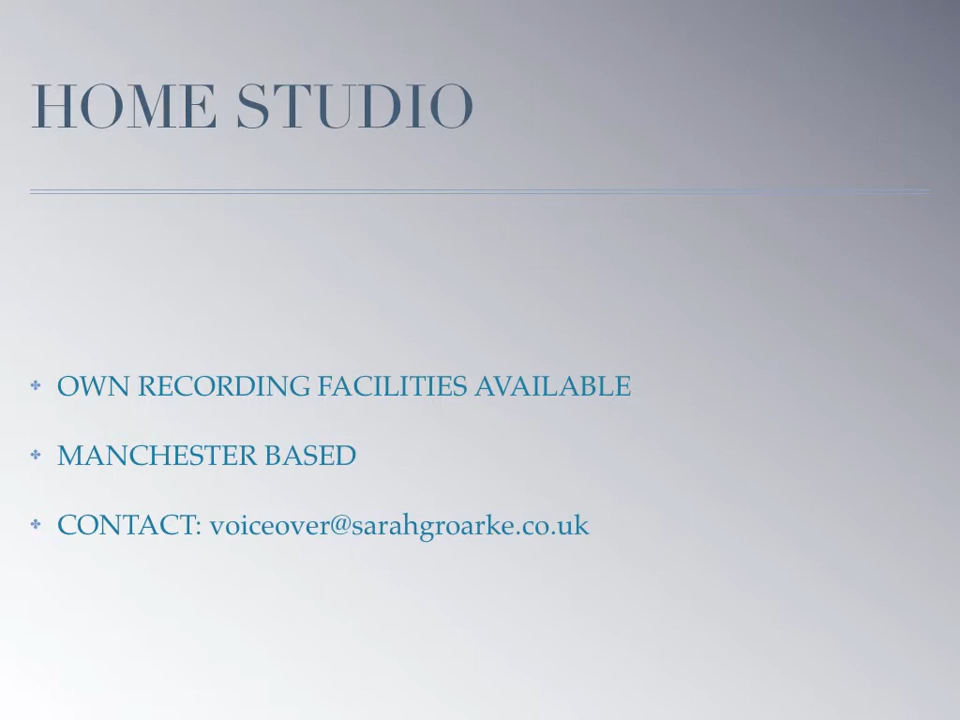 HOME STUDIO
OWN RECORDING FACILITIES AVAILABLE
MANCHESTER BASED
CONTACT: voiceover@sarahgroarke.co.uk